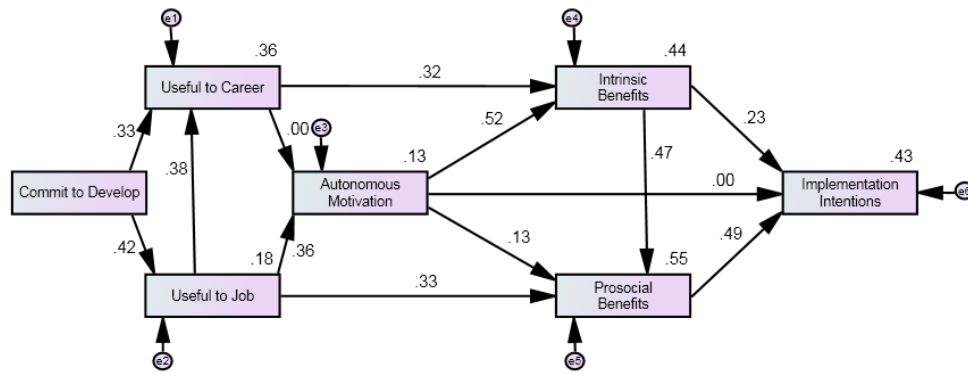 e1
e4
.36
.44
Useful to Career
.32
Intrinsic
Benefits
.33
.00
e3
.52
.23
.38
.13
.47
.43
Commit to Develop
Autonomous
Motivation
.00
Implementation
Intentions
e6
.42
.18
.36
.13
.55
.49
Useful to Job
.33
Prosocial
Benefits
e2
e5